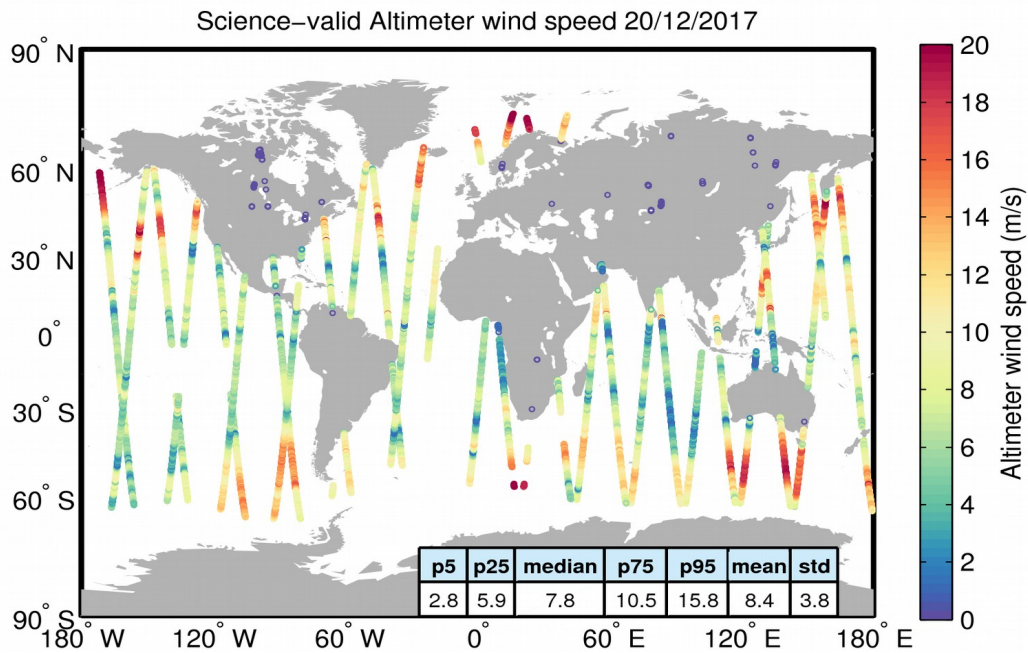 Science−valid Altimeter wind speed 20/12/2017
90° N
60° N
30° N
0°
30° S
60° S
90° S
180° W
120° W
60° W
0°
60° E
120° E
180° E
p5 p25 median p75 p95 mean std
2.8 5.9 7.8 10.5 15.8 8.4 3.8
20
18
16
14
12
10
8
6
4
2
0
Altimeter wind speed (m/s)